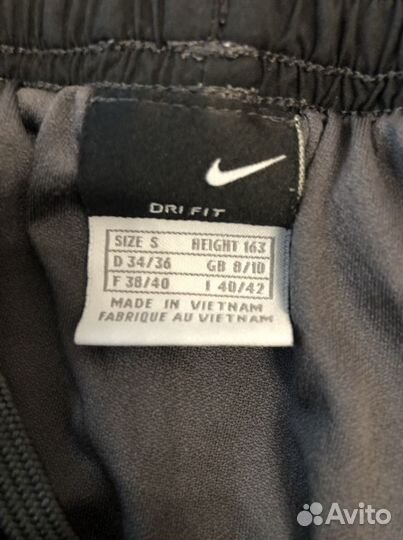 DRI FIT
SIZE S HEIGHT 163
D 34/36 GB 8/10
F 38/40 I 40/42
MADE IN VIETNAM
FABRIQUE AU VIETNAM
Avito